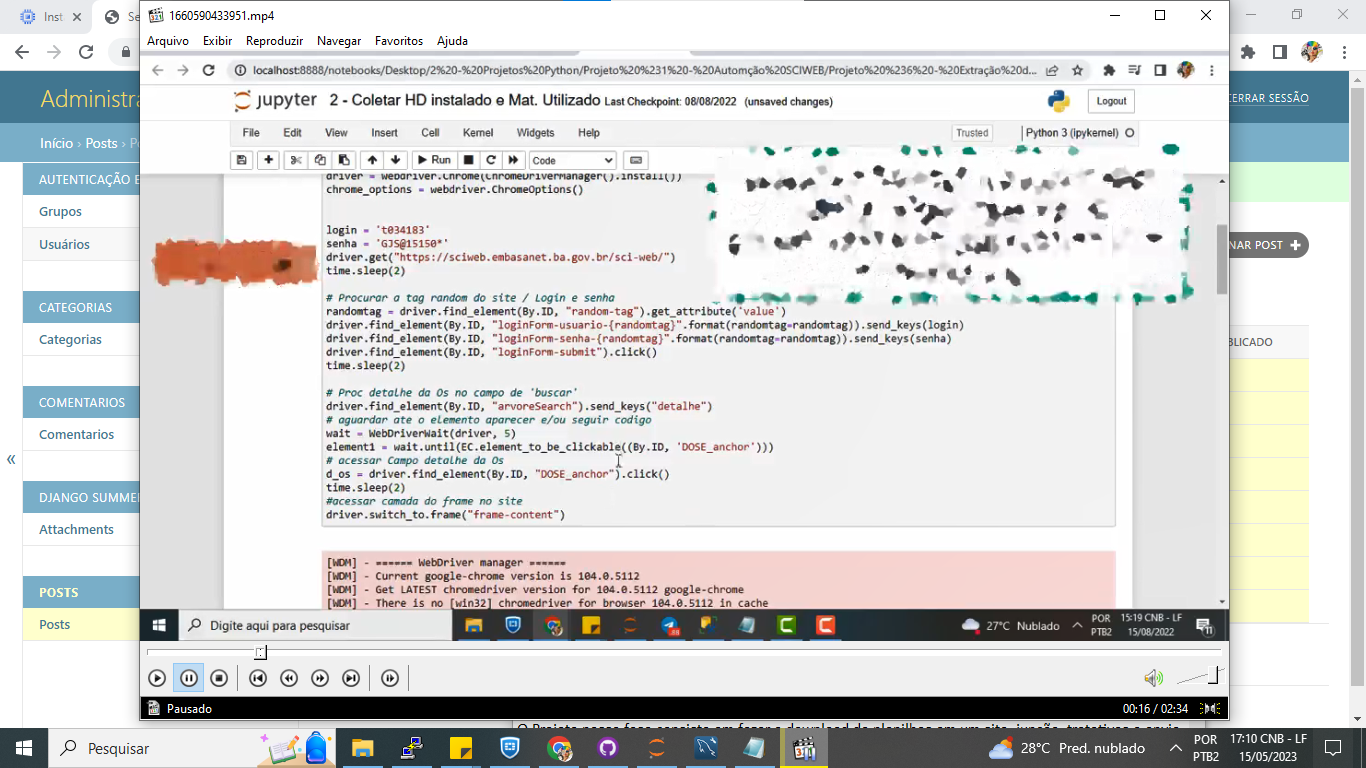 Inst
Se
1660590433951.mp4
Arquivo Exibir Reproduzir Navegar Favoritos Ajuda
localhost:8888/notebooks/Desktop/2%20-%20Projetos%20Python/Projeto%20%231%20-%20Automção%20SCIWEB/Projeto%20%236%20-%20Extração%20d...
jupyter 2 - Coletar HD instalado e Mat. Utilizado Last Checkpoint: 08/08/2022 (unsaved changes)
Logout
File Edit View Insert Cell Kernel Widgets Help
Trusted
Python 3 (ipykernel)
Run
Code
driver = webdriver.Chrome(ChromeDriverManager().install())
chrome_options = webdriver.ChromeOptions()
login = 't034183'
senha = 'GJS@15150*'
driver.get("https://sciweb.embasanet.ba.gov.br/sci-web/")
time.sleep(2)
# Procurar a tag random do site / Login e senha
randomtag = driver.find_element(By.ID, "random-tag").get_attribute('value')
driver.find_element(By.ID, "loginForm-usuario-{randomtag}".format(randomtag=randomtag)).send_keys(login)
driver.find_element(By.ID, "loginForm-senha-{randomtag}".format(randomtag=randomtag)).send_keys(senha)
driver.find_element(By.ID, "loginForm-submit").click()
time.sleep(2)
# Proc detalhe da Os no campo de 'buscar'
driver.find_element(By.ID, "arvoreSearch").send_keys("detalhe")
# aguardar ate o elemento aparecer e/ou seguir codigo
wait = WebDriverWait(driver, 5)
element1 = wait.until(EC.element_to_be_clickable((By.ID, 'DOSE_anchor')))
# acessar Campo detalhe da Os
d_os = driver.find_element(By.ID, "DOSE_anchor").click()
time.sleep(2)
#acessar camada do frame no site
driver.switch_to.frame("frame-content")
[WDM] - ====== WebDriver manager ======
[WDM] - Current google-chrome version is 104.0.5112
[WDM] - Get LATEST chromedriver version for 104.0.5112 google-chrome
[WDM] - There is no [win32] chromedriver for browser 104.0.5112 in cache
Digite aqui para pesquisar
27°C Nublado
POR
PTB2
15:19 CNB - LF
15/08/2022
11
Pausado
00:16 / 02:34
Administra
ERRAR SESSÃO
Início › Posts ›
AUTENTICAÇÃO E
Grupos
Usuários
NAR POST
CATEGORIAS
Categorias
BLICADO
COMENTARIOS
Comentarios
«
DJANGO SUMME
Attachments
POSTS
Posts
Pesquisar
28°C Pred. nublado
POR
PTB2
17:10 CNB - LF
15/05/2023